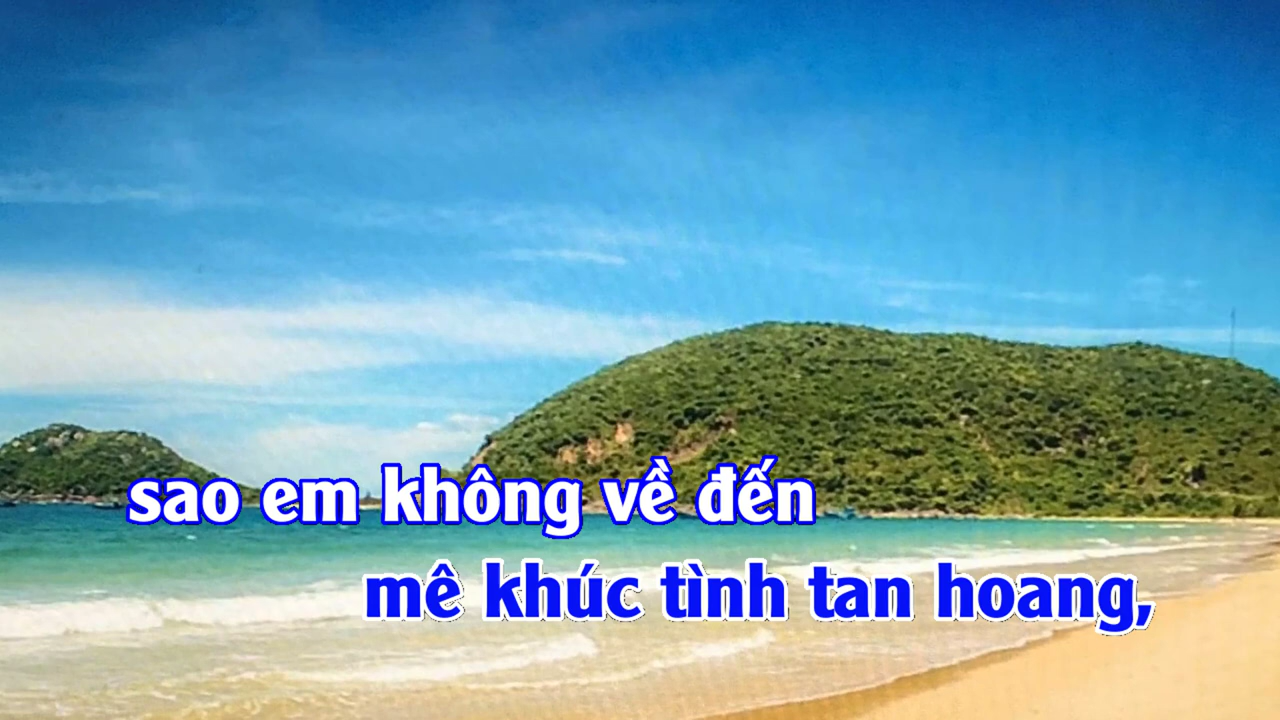 sao em không về đến
mê khúc tình tan hoang,